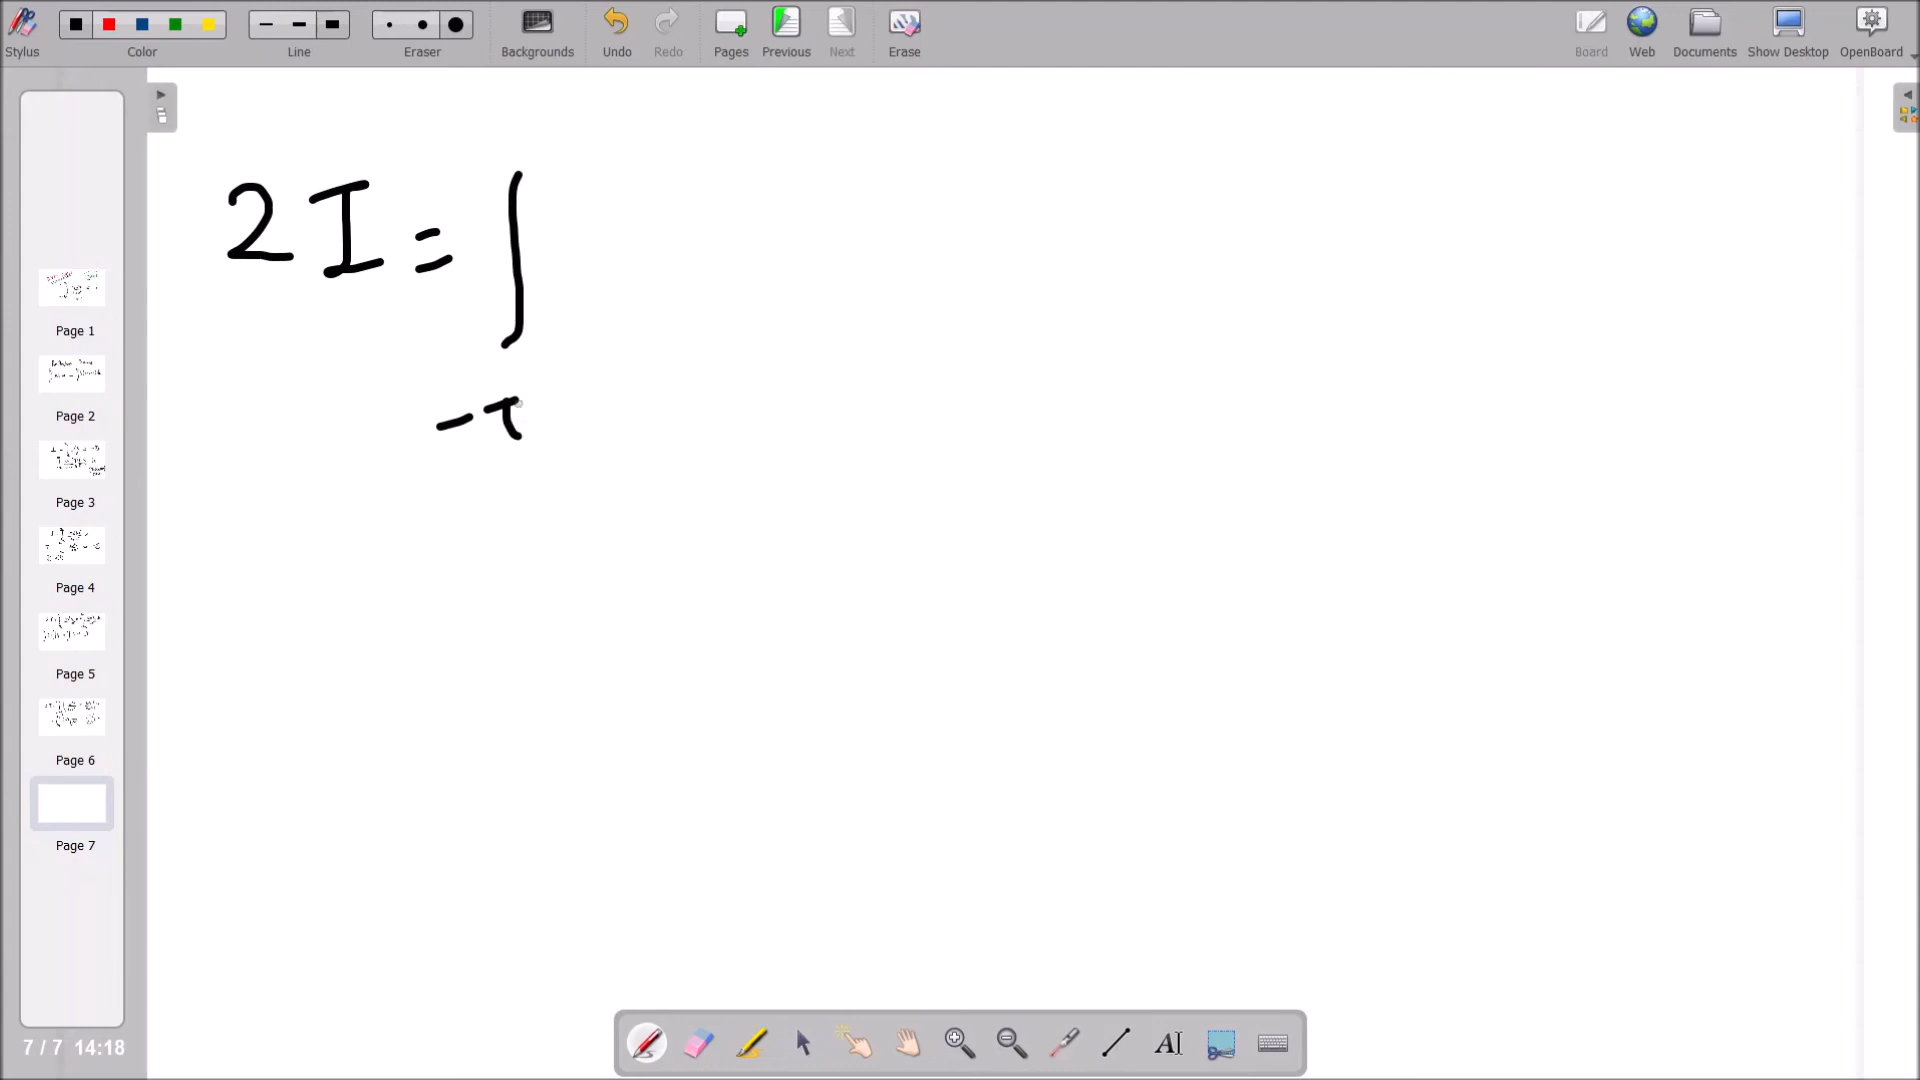 Stylus Color Line Eraser Backgrounds Undo Redo Pages Previous Next Erase Board Web Documents Show Desktop OpenBoard
2I = ∫
-τ
Page 1
Page 2
Page 3
Page 4
Page 5
Page 6
Page 7
7 / 7 14:18
AI